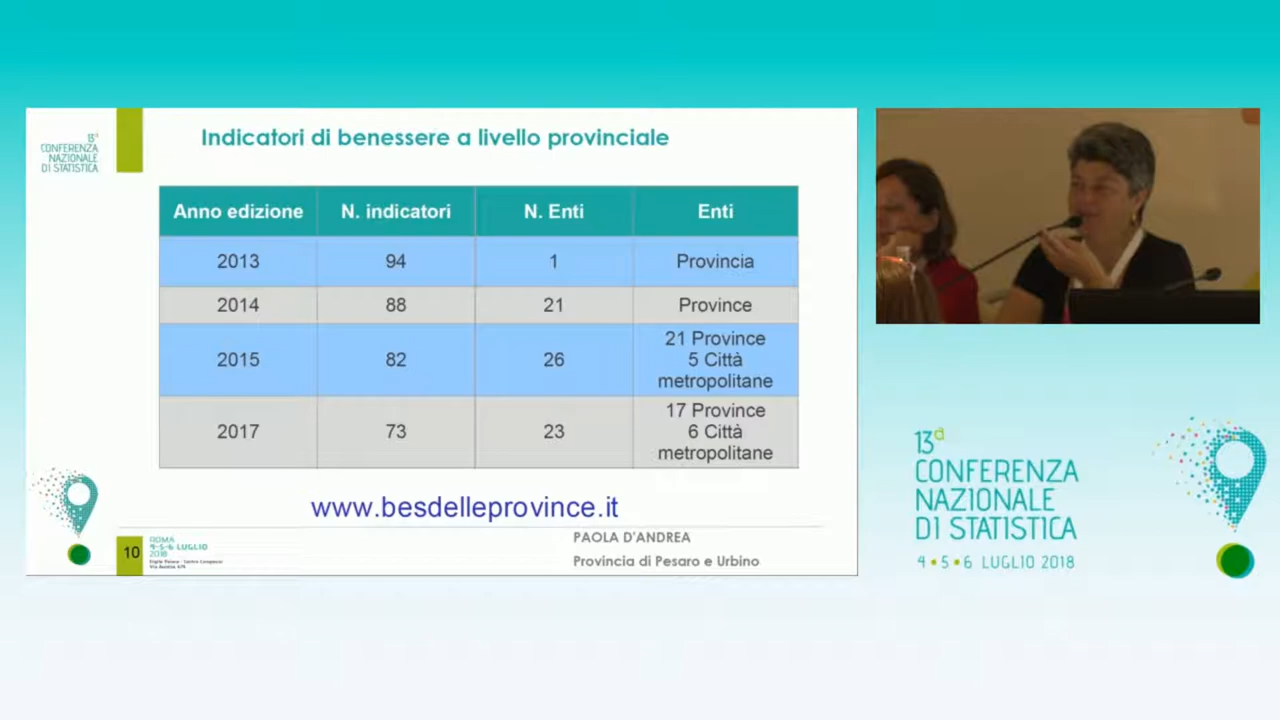 13ª
CONFERENZA
NAZIONALE
DI STATISTICA
Indicatori di benessere a livello provinciale
Anno edizione N. indicatori N. Enti Enti
2013 94 1 Provincia
2014 88 21 Province
2015 82 26 21 Province
5 Città
metropolitane
2017 73 23 17 Province
6 Città
metropolitane
www.besdelleprovince.it
10
ROMA
4-5-6 LUGLIO
2018
PAOLA D'ANDREA
Provincia di Pesaro e Urbino
13ª
CONFERENZA
NAZIONALE
DI STATISTICA
4 • 5 • 6 LUGLIO 2018